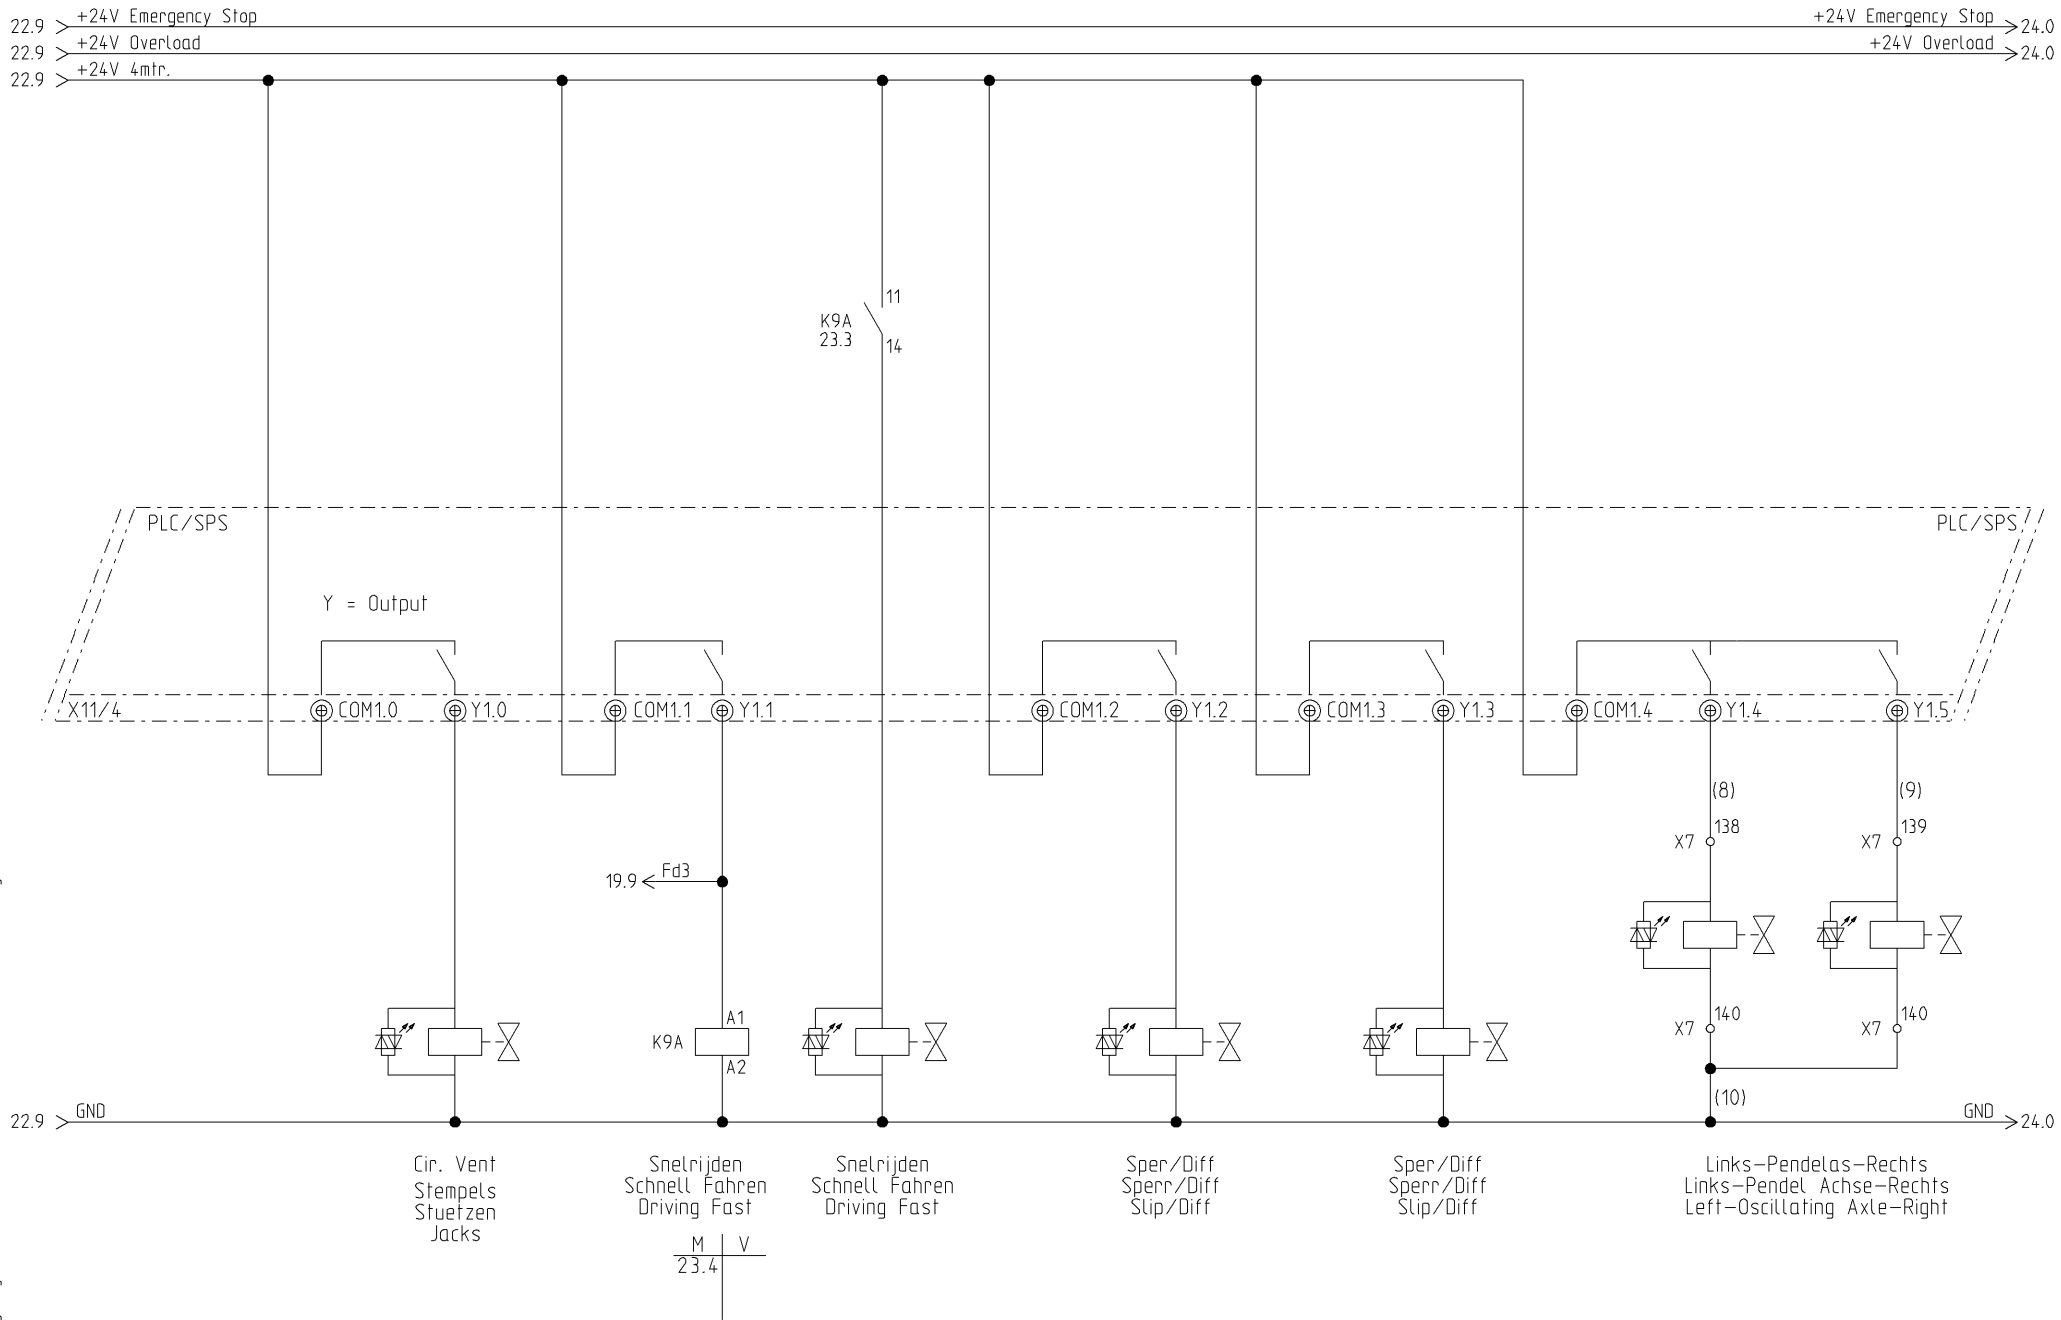 +24V Emergency Stop
+24V Emergency Stop
22.9
24.0
+24V Overload
+24V Overload
22.9
24.0
+24V 4mtr.
22.9
11
K9A
23.3
14
PLC/SPS
PLC/SPS
Y = Output
X11/4
COM1.0
Y1.0
COM1.1
Y1.1
COM1.2
Y1.2
COM1.3
Y1.3
COM1.4
Y1.4
Y1.5
(8)
(9)
138
139
X7
X7
Fd3
19.9
140
140
X7
X7
A1
K9A
A2
(10)
GND
GND
22.9
24.0
Cir. Vent
Stempels
Stuetzen
Jacks
Snelrijden
Schnell Fahren
Driving Fast
Snelrijden
Schnell Fahren
Driving Fast
Sper/Diff
Sperr/Diff
Slip/Diff
Sper/Diff
Sperr/Diff
Slip/Diff
Links-Pendelas-Rechts
Links-Pendel Achse-Rechts
Left-Oscillating Axle-Right
M V
23.4